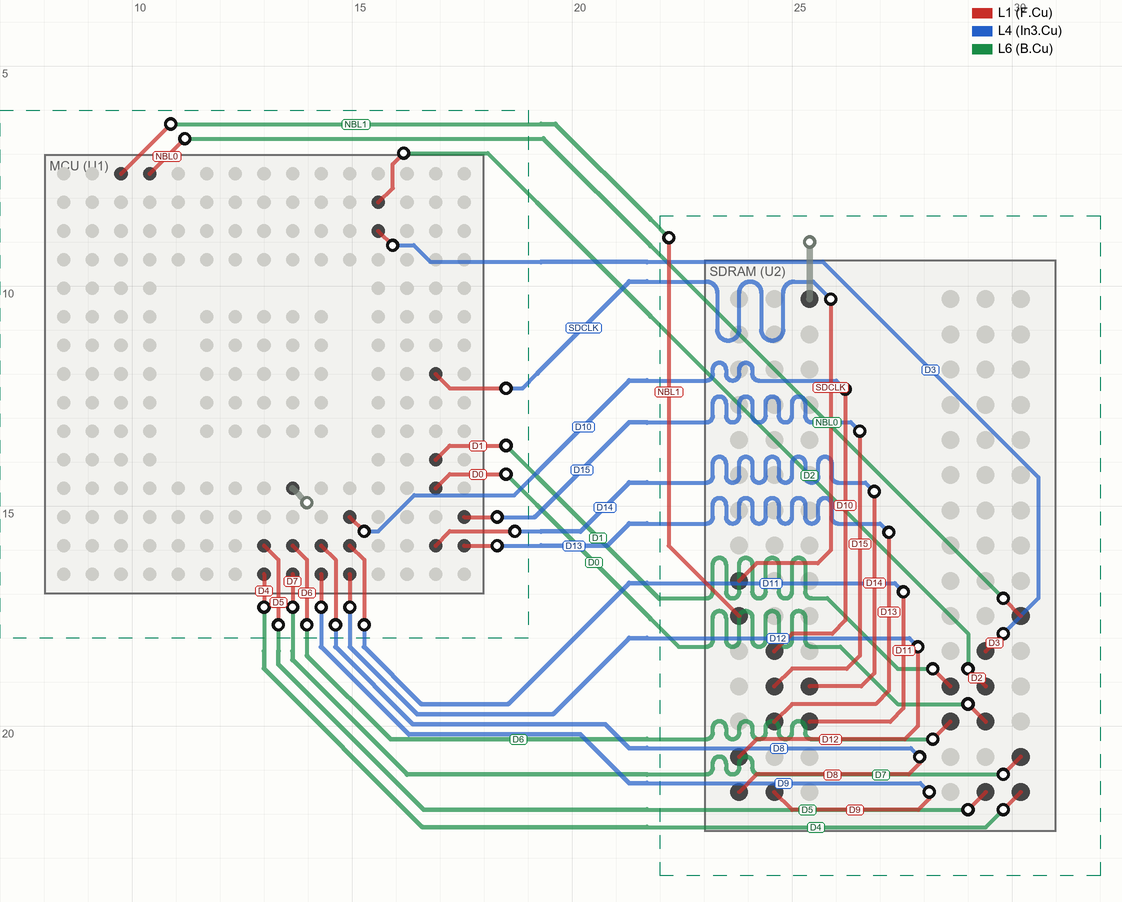 10 15 20 25 30
L1 (F.Cu)
L4 (In3.Cu)
L6 (B.Cu)
5
NBL1
NBL0
MCU (U1)
SDRAM (U2)
10
SDCLK
D3
SDCLK
NBL1
NBL0
D10
D1
D15
D0
D2
D14
D10
15
D1
D13
D15
D0
D7
D11
D14
D4
D6
D5
D13
D12
D3
D11
D2
20
D6
D12
D8
D8
D7
D9
D5
D9
D4